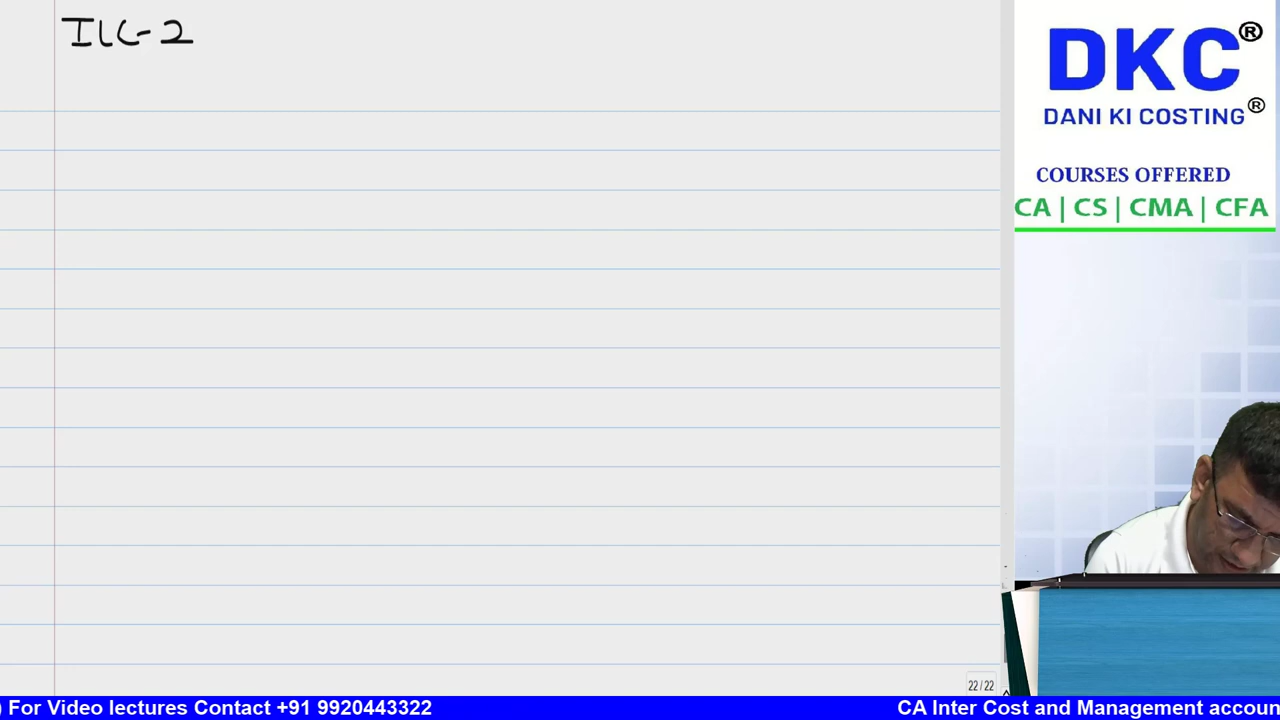 ILC-2
DKC®
DANI KI COSTING®
COURSES OFFERED
CA | CS | CMA | CFA
22 / 22
) For Video lectures Contact +91 9920443322
CA Inter Cost and Management accoun